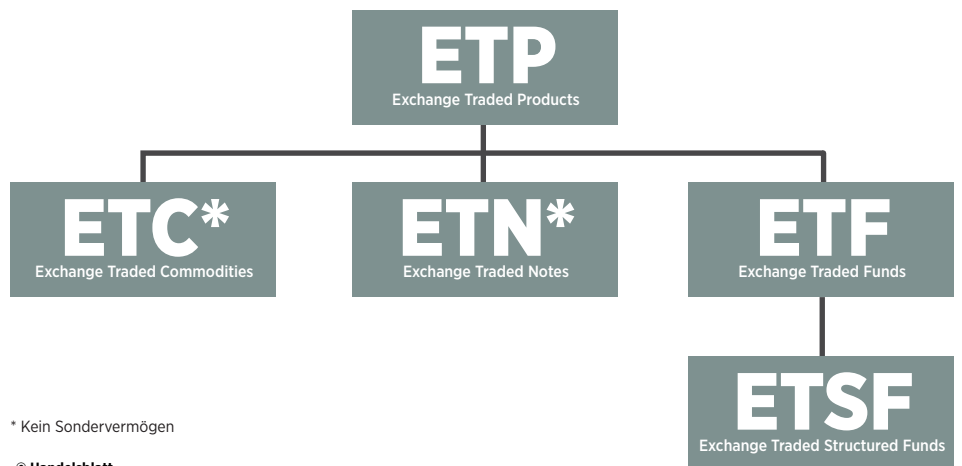 ETP
Exchange Traded Products
ETC*
Exchange Traded Commodities
ETN*
Exchange Traded Notes
ETF
Exchange Traded Funds
ETSF
Exchange Traded Structured Funds
* Kein Sondervermögen
© Handelsblatt